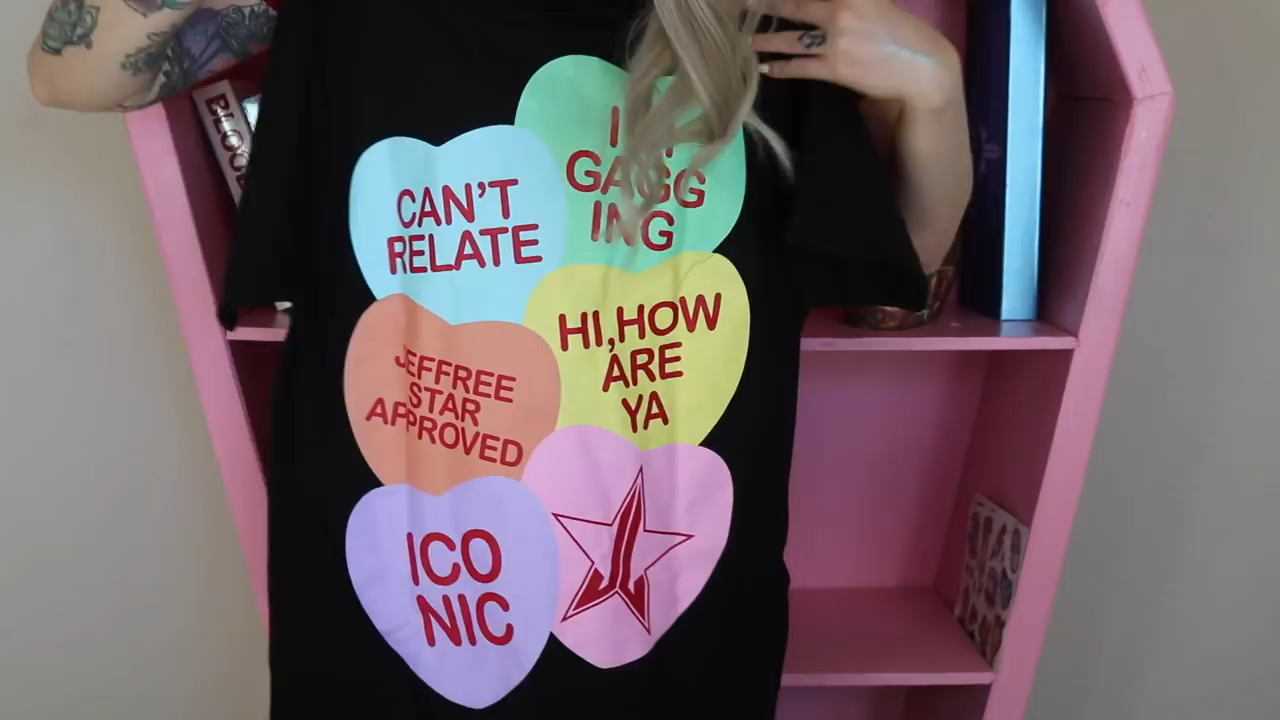 CAN'T
RELATE
GAGG
ING
HI, HOW
ARE
YA
JEFFREE
STAR
APPROVED
ICO
NIC